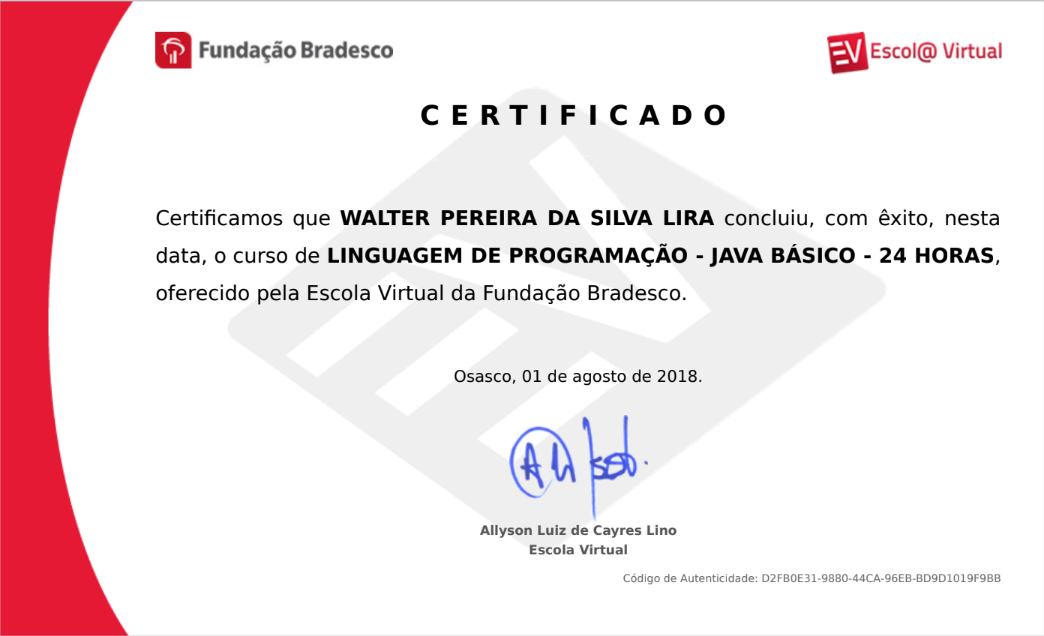 Fundação Bradesco
EV Escol@ Virtual
CERTIFICADO
Certificamos que WALTER PEREIRA DA SILVA LIRA concluiu, com êxito, nesta
data, o curso de LINGUAGEM DE PROGRAMAÇÃO - JAVA BÁSICO - 24 HORAS,
oferecido pela Escola Virtual da Fundação Bradesco.
Osasco, 01 de agosto de 2018.
Allyson Luiz de Cayres Lino
Escola Virtual
Código de Autenticidade: D2FB0E31-9880-44CA-96EB-BD9D1019F9BB